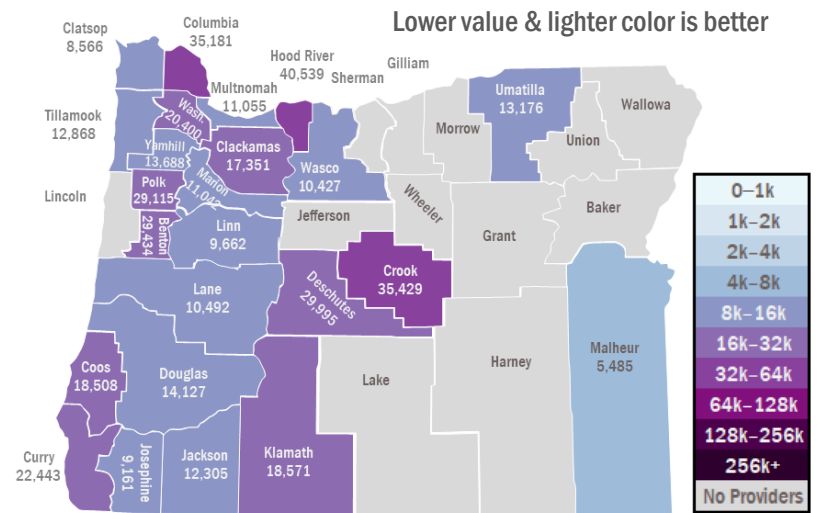 Lower value & lighter color is better
Clatsop
8,566
Columbia
35,181
Hood River
40,539
Sherman
Gilliam
Multnomah
11,055
Tillamook
12,868
Wash.
20,400
Umatilla
13,176
Wallowa
Morrow
Union
Yamhill
13,688
Clackamas
17,351
Marion
11,042
Wasco
10,427
Polk
29,115
Lincoln
Wheeler
Baker
Benton
29,434
Linn
9,662
Jefferson
Grant
Crook
35,429
Deschutes
29,995
Lane
10,492
Malheur
5,485
Harney
Coos
18,508
Douglas
14,127
Lake
Curry
22,443
Josephine
9,161
Jackson
12,305
Klamath
18,571
0–1k
1k–2k
2k–4k
4k–8k
8k–16k
16k–32k
32k–64k
64k–128k
128k–256k
256k+
No Providers